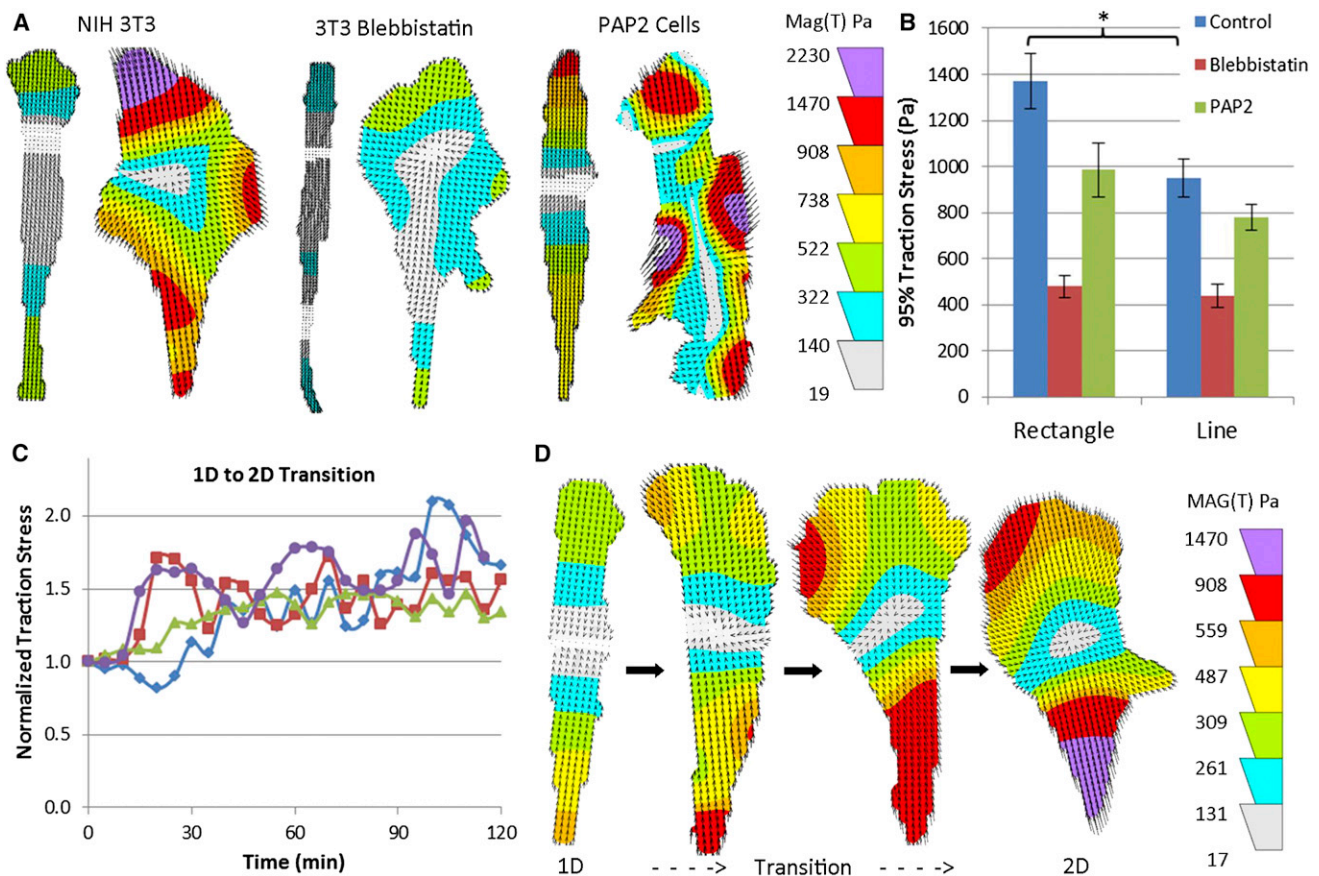 A
NIH 3T3
3T3 Blebbistatin
PAP2 Cells
Mag(T) Pa
2230
1470
908
738
522
322
140
19
B
*
1600
1400
1200
1000
800
600
400
200
0
95% Traction Stress (Pa)
Control
Blebbistatin
PAP2
Rectangle
Line
C
1D to 2D Transition
2.0
1.5
1.0
0.5
0.0
Normalized Traction Stress
0
30
60
90
120
Time (min)
D
MAG(T) Pa
1470
908
559
487
309
261
131
17
1D
- - - -> Transition - - - ->
2D